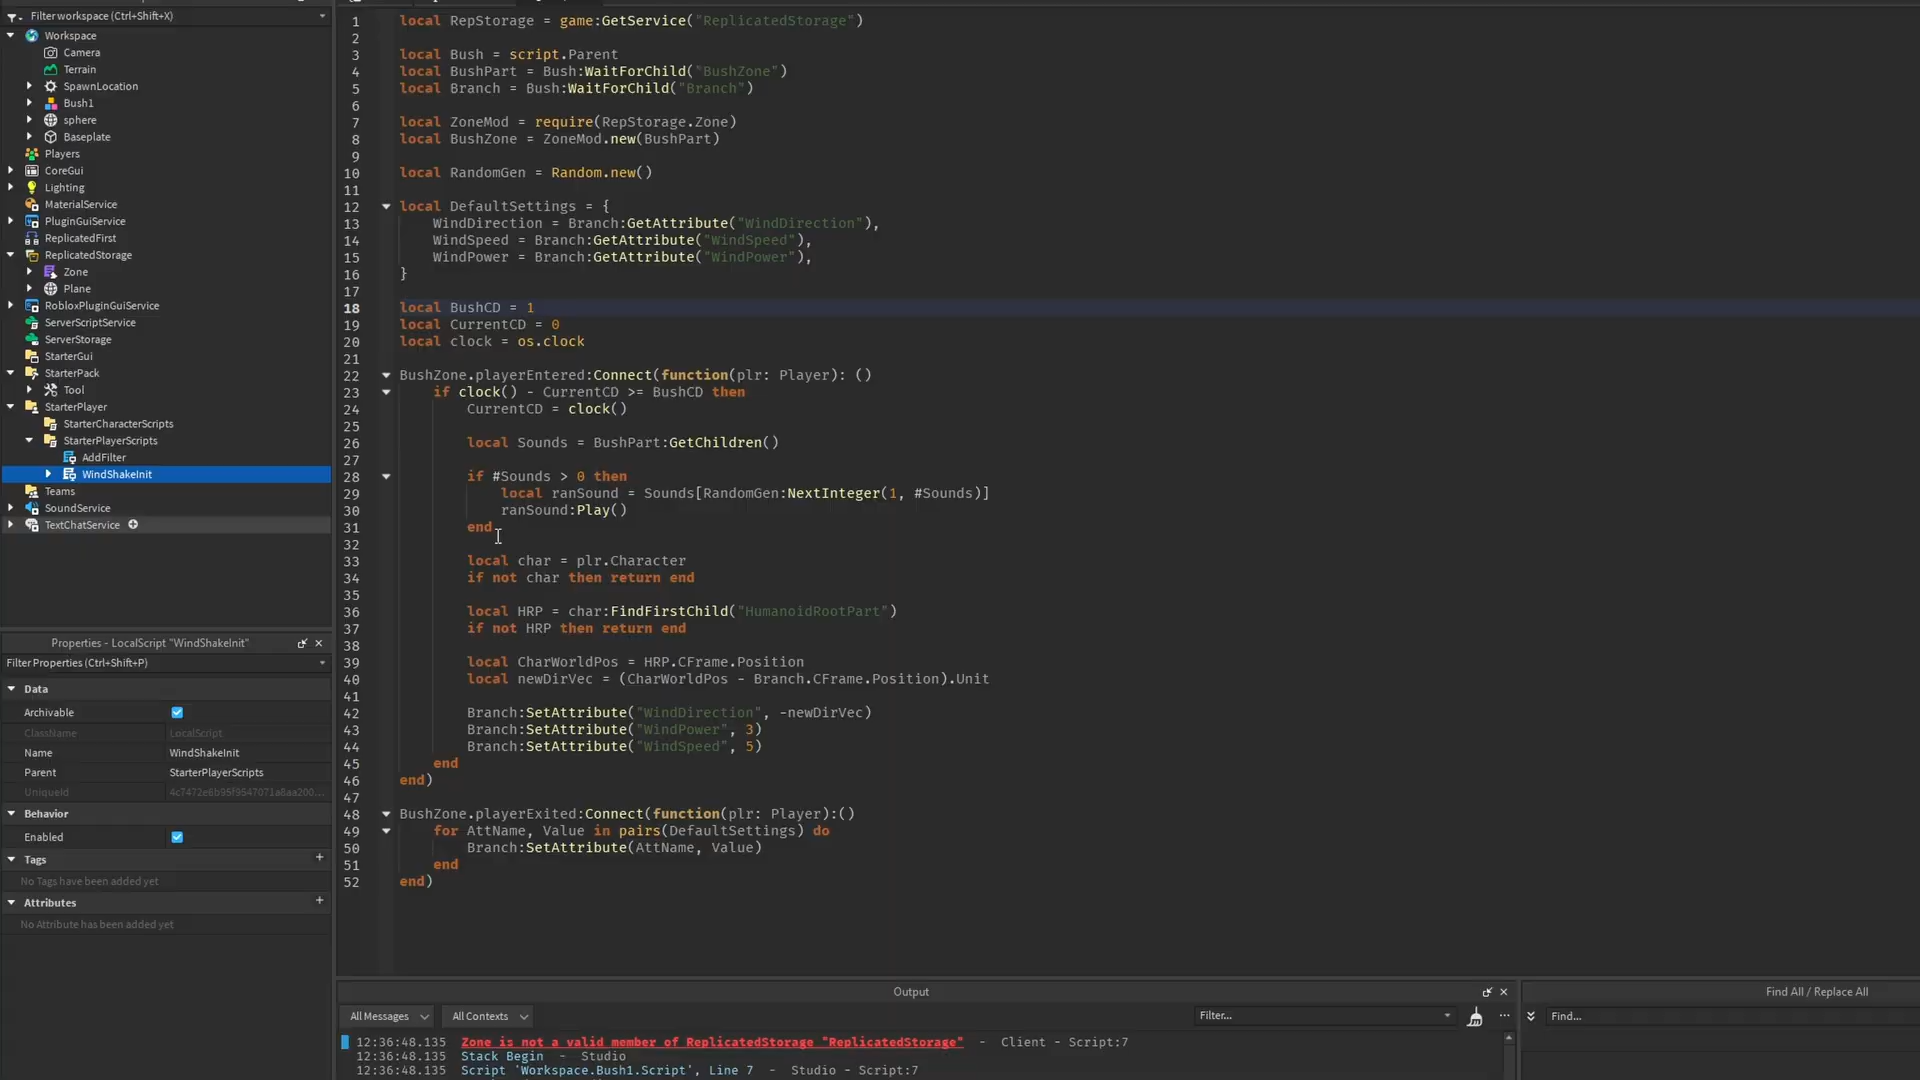 Filter workspace (Ctrl+Shift+X)
Workspace
Camera
Terrain
SpawnLocation
Bush1
sphere
Baseplate
Players
CoreGui
Lighting
MaterialService
PluginGuiService
ReplicatedFirst
ReplicatedStorage
Zone
Plane
RobloxPluginGuiService
ServerScriptService
ServerStorage
StarterGui
StarterPack
Tool
StarterPlayer
StarterCharacterScripts
StarterPlayerScripts
AddFilter
WindShakeInit
Teams
SoundService
TextChatService
Properties - LocalScript "WindShakeInit"
Filter Properties (Ctrl+Shift+P)
Data
Archivable
ClassName LocalScript
Name WindShakeInit
Parent StarterPlayerScripts
UniqueId 4c7472e6b95f9547071a8aa200...
Behavior
Enabled
Tags +
No Tags have been added yet
Attributes +
No Attribute has been added yet
1 local RepStorage = game:GetService("ReplicatedStorage")
2
3 local Bush = script.Parent
4 local BushPart = Bush:WaitForChild("BushZone")
5 local Branch = Bush:WaitForChild("Branch")
6
7 local ZoneMod = require(RepStorage.Zone)
8 local BushZone = ZoneMod.new(BushPart)
9
10 local RandomGen = Random.new()
11
12 local DefaultSettings = {
13 WindDirection = Branch:GetAttribute("WindDirection"),
14 WindSpeed = Branch:GetAttribute("WindSpeed"),
15 WindPower = Branch:GetAttribute("WindPower"),
16 }
17
18 local BushCD = 1
19 local CurrentCD = 0
20 local clock = os.clock
21
22 BushZone.playerEntered:Connect(function(plr: Player): ()
23 if clock() - CurrentCD >= BushCD then
24 CurrentCD = clock()
25
26 local Sounds = BushPart:GetChildren()
27
28 if #Sounds > 0 then
29 local ranSound = Sounds[RandomGen:NextInteger(1, #Sounds)]
30 ranSound:Play()
31 end
32
33 local char = plr.Character
34 if not char then return end
35
36 local HRP = char:FindFirstChild("HumanoidRootPart")
37 if not HRP then return end
38
39 local CharWorldPos = HRP.CFrame.Position
40 local newDirVec = (CharWorldPos - Branch.CFrame.Position).Unit
41
42 Branch:SetAttribute("WindDirection", -newDirVec)
43 Branch:SetAttribute("WindPower", 3)
44 Branch:SetAttribute("WindSpeed", 5)
45 end
46 end)
47
48 BushZone.playerExited:Connect(function(plr: Player):()
49 for AttName, Value in pairs(DefaultSettings) do
50 Branch:SetAttribute(AttName, Value)
51 end
52 end)
Output
All Messages All Contexts Filter...
12:36:48.135 Zone is not a valid member of ReplicatedStorage "ReplicatedStorage" - Client - Script:7
12:36:48.135 Stack Begin - Studio
12:36:48.135 Script 'Workspace.Bush1.Script', Line 7 - Studio - Script:7
Find All / Replace All
Find...